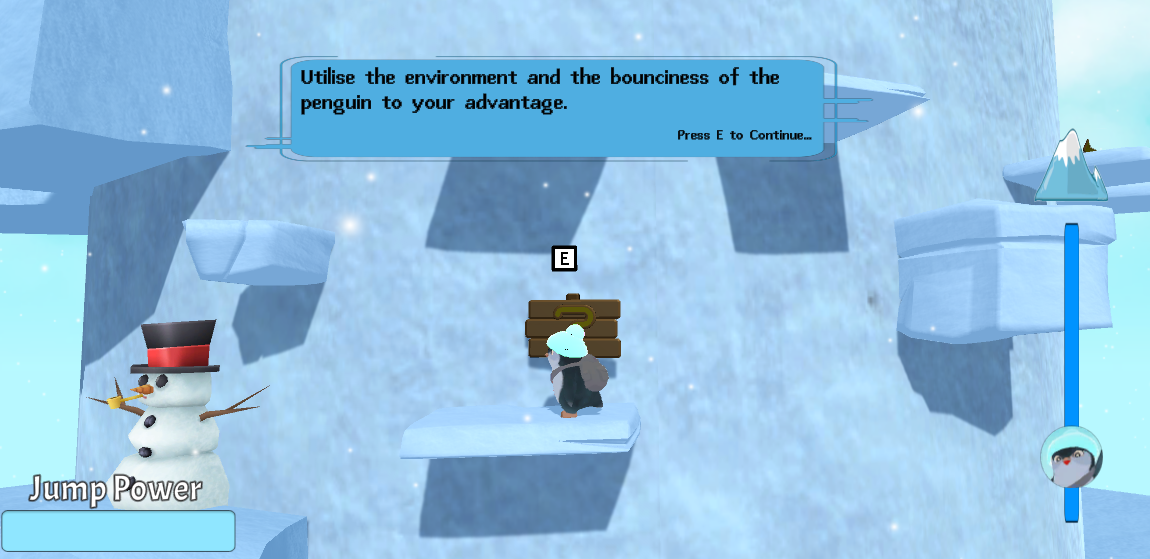 Utilise the environment and the bounciness of the
penguin to your advantage.
Press E to Continue...
E
Jump Power